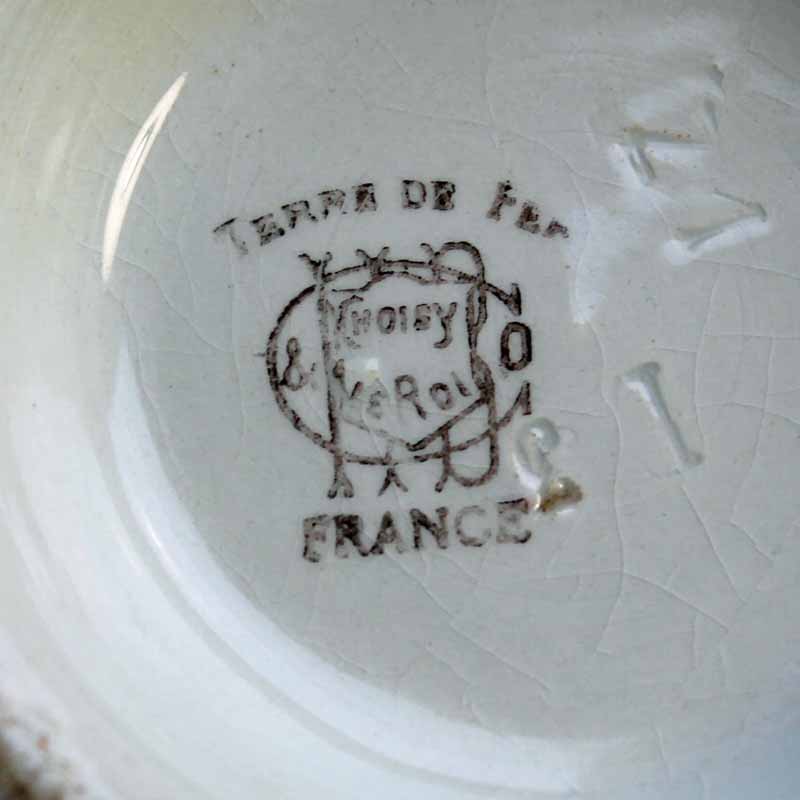 TERRE DE FER
CHOISY
&
LE ROI
FRANCE